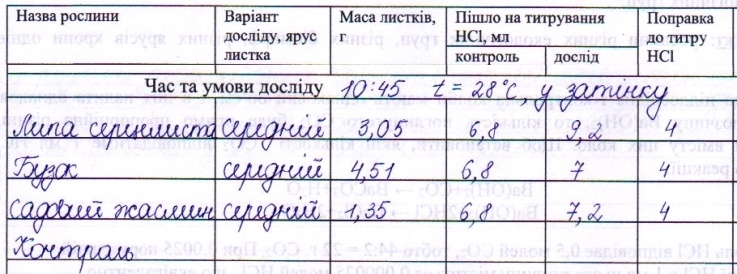 Назва рослини Варіант досліду, ярус листка Маса листків, г Пішло на титрування HCl, мл Поправка до титру HCl
контроль дослід
Час та умови досліду 10:45 t = 28°C, у затінку
Липа серцелиста Середній 3,05 6,8 9,2 4
Бузок середній 4,51 6,8 7 4
садовий жасмин середній 1,35 6,8 7,2 4
Контроль